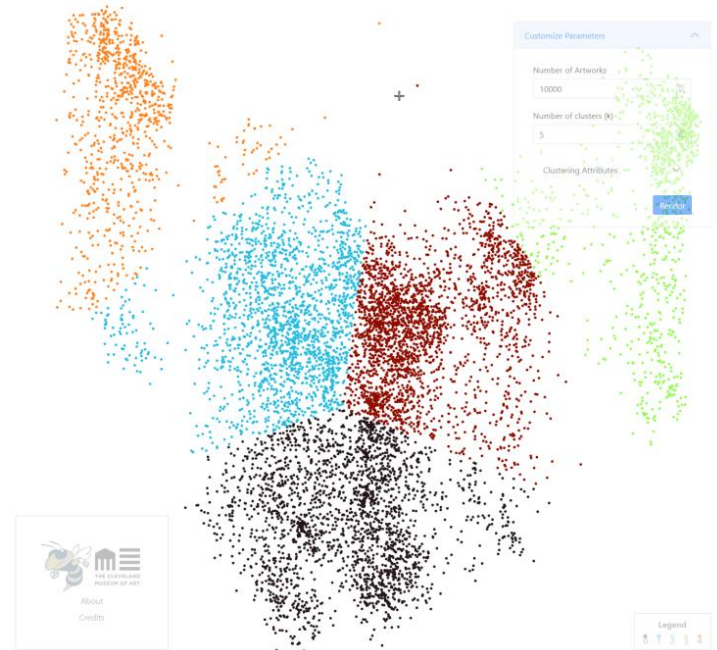 Customize Parameters
Number of Artworks
10000
Number of clusters (k)
5
Clustering Attributes
Render
THE CLEVELAND
MUSEUM OF ART
About
Credits
Legend